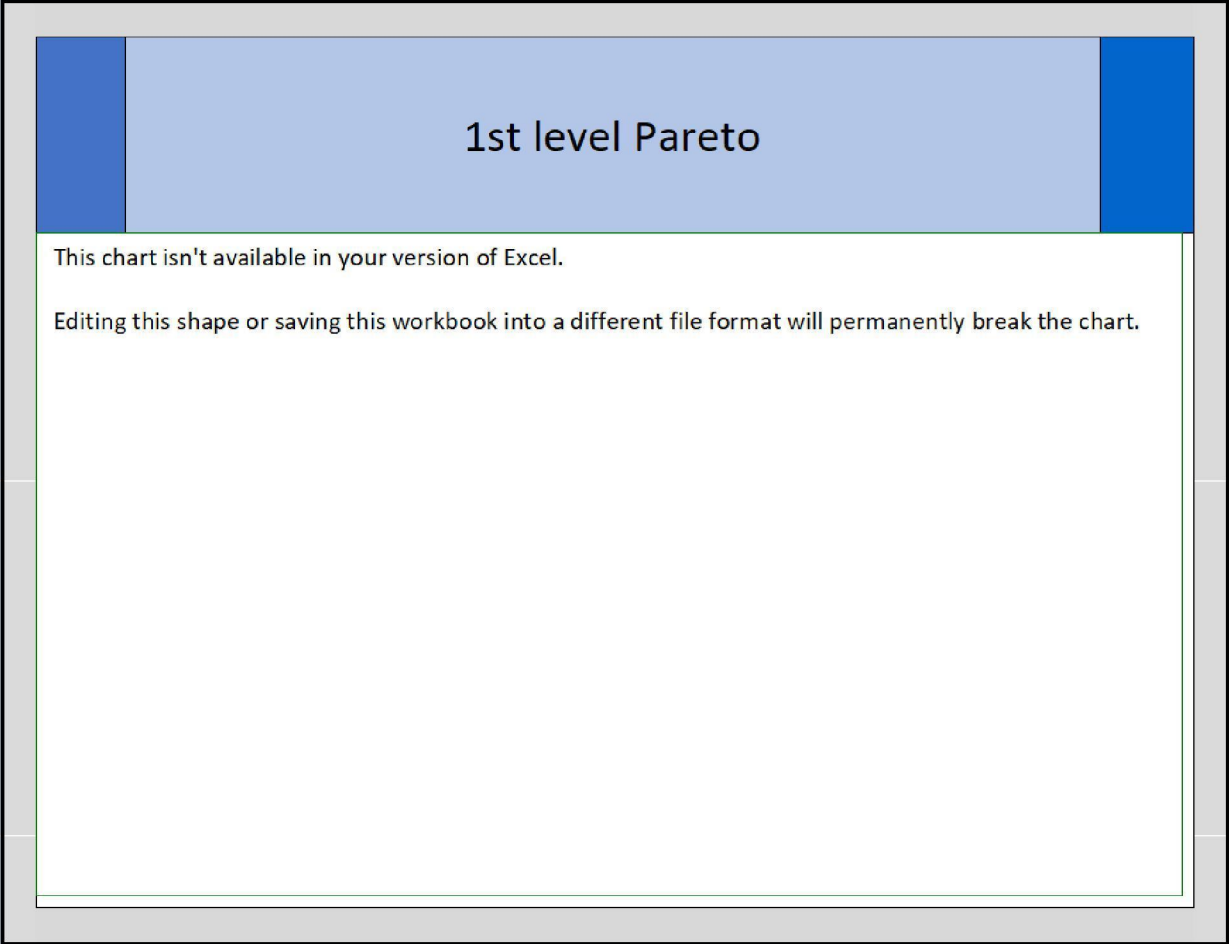 1st level Pareto
This chart isn't available in your version of Excel.
Editing this shape or saving this workbook into a different file format will permanently break the chart.